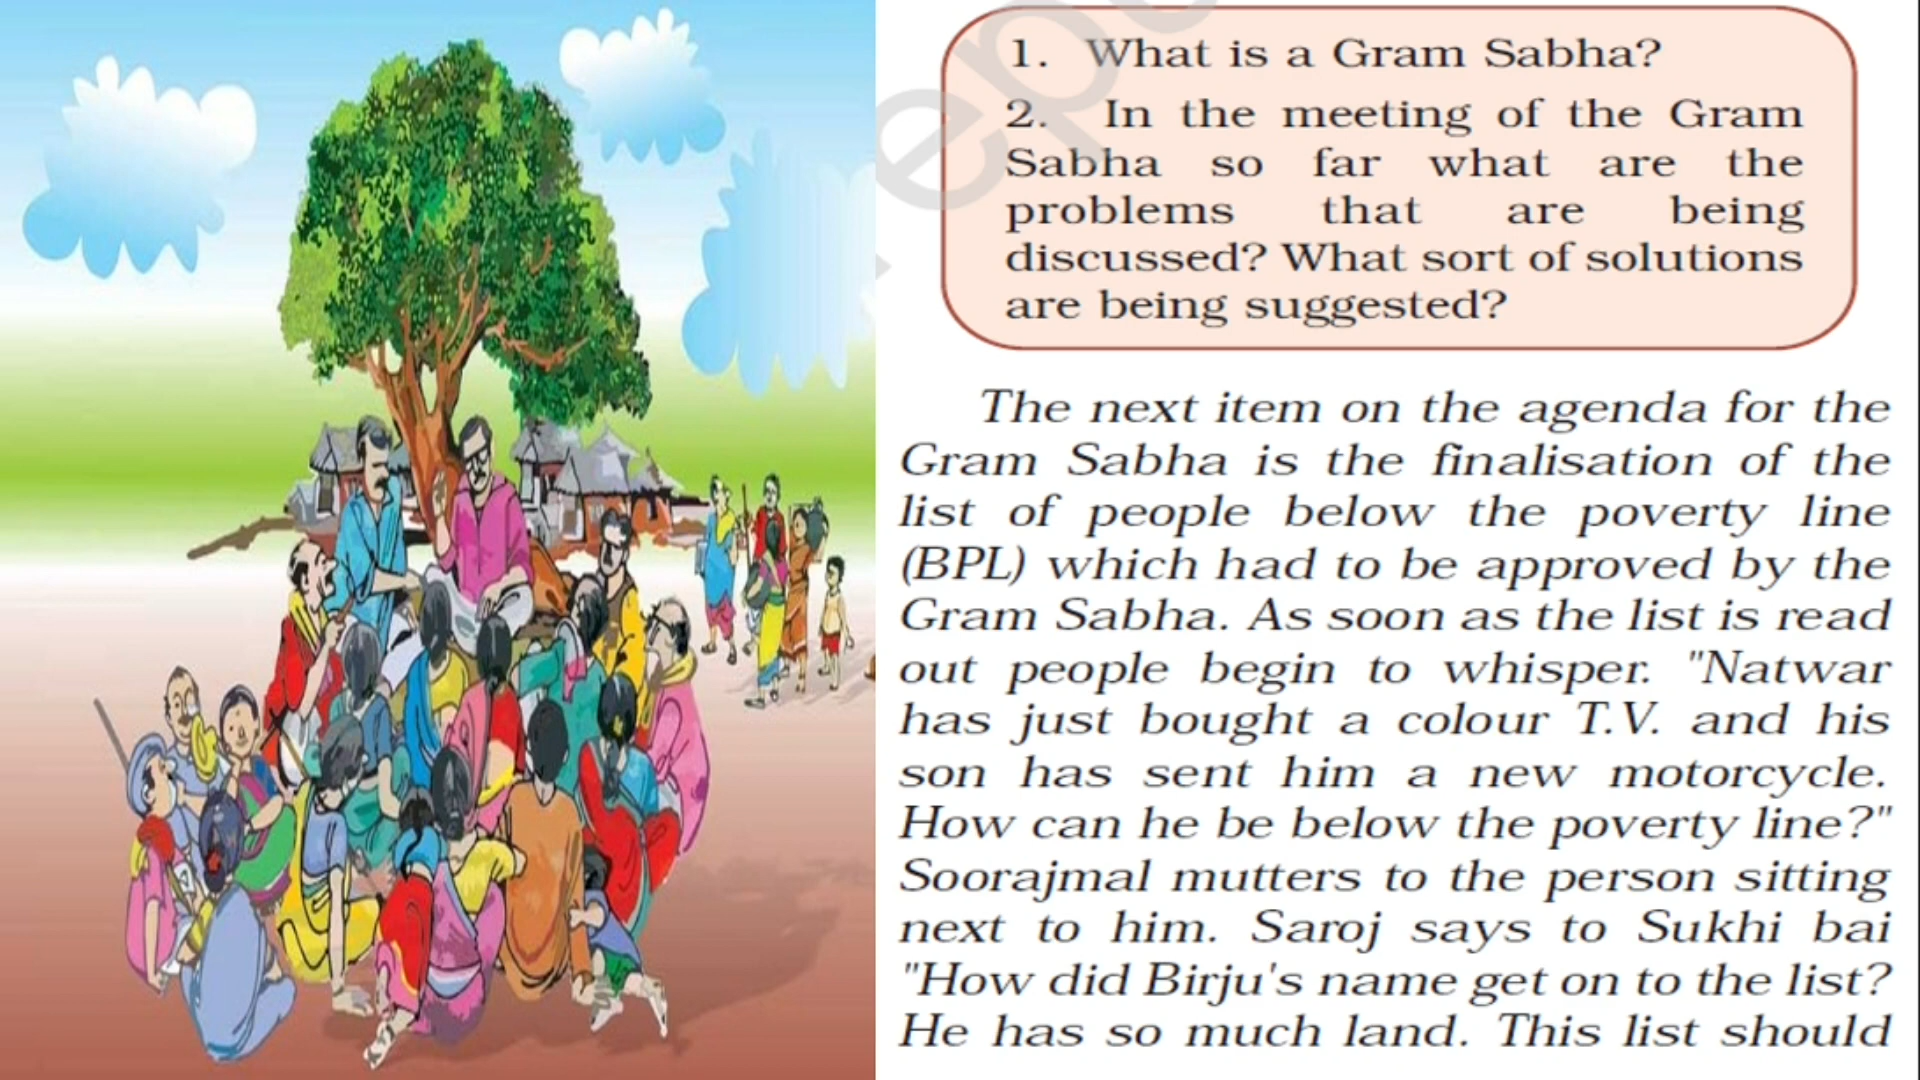 1. What is a Gram Sabha?
2. In the meeting of the Gram
Sabha so far what are the
problems that are being
discussed? What sort of solutions
are being suggested?
The next item on the agenda for the
Gram Sabha is the finalisation of the
list of people below the poverty line
(BPL) which had to be approved by the
Gram Sabha. As soon as the list is read
out people begin to whisper. "Natwar
has just bought a colour T.V. and his
son has sent him a new motorcycle.
How can he be below the poverty line?"
Soorajmal mutters to the person sitting
next to him. Saroj says to Sukhi bai
"How did Birju's name get on to the list?
He has so much land. This list should